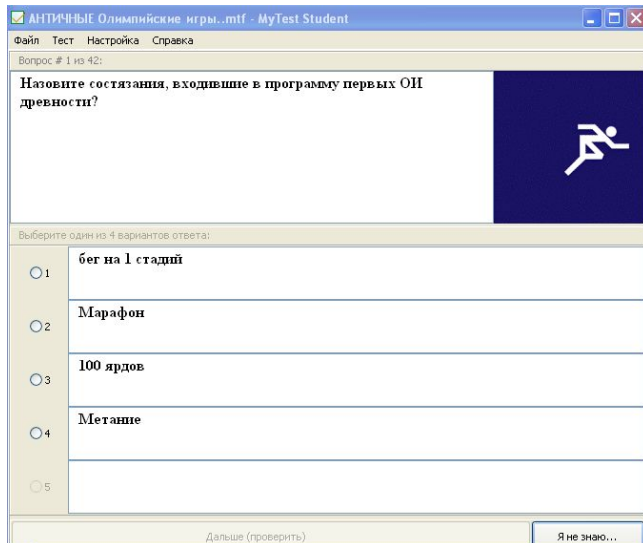 АНТИЧНЫЕ Олимпийские игры..mtf - MyTest Student
Файл Тест Настройка Справка
Вопрос # 1 из 42:
Назовите состязания, входившие в программу первых ОИ
древности?
Выберите один из 4 вариантов ответа:
1 бег на 1 стадий
2 Марафон
3 100 ярдов
4 Метание
5
Дальше (проверить) Я не знаю...